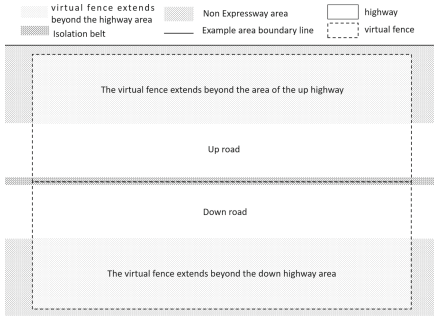 virtual fence extends
beyond the highway area
Non Expressway area
highway
Isolation belt
Example area boundary line
virtual fence
The virtual fence extends beyond the area of the up highway
Up road
Down road
The virtual fence extends beyond the down highway area